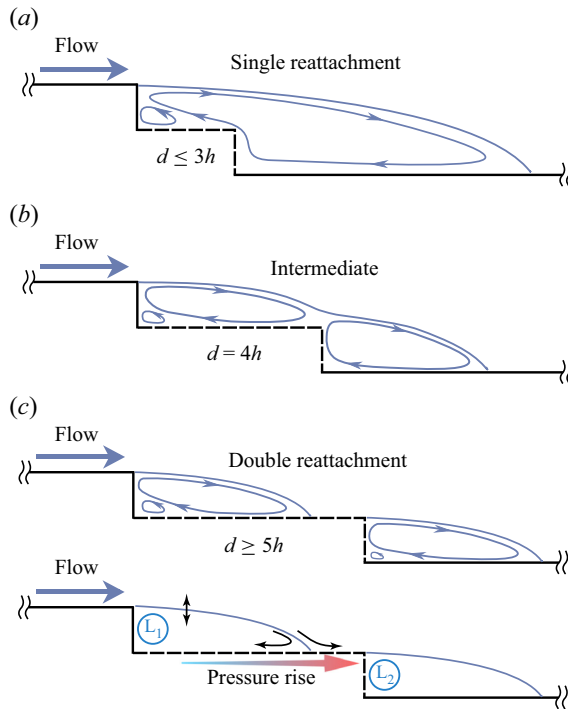 (a)
Flow
Single reattachment
d ≤ 3h
(b)
Flow
Intermediate
d = 4h
(c)
Flow
Double reattachment
d ≥ 5h
Flow
L₁
L₂
Pressure rise